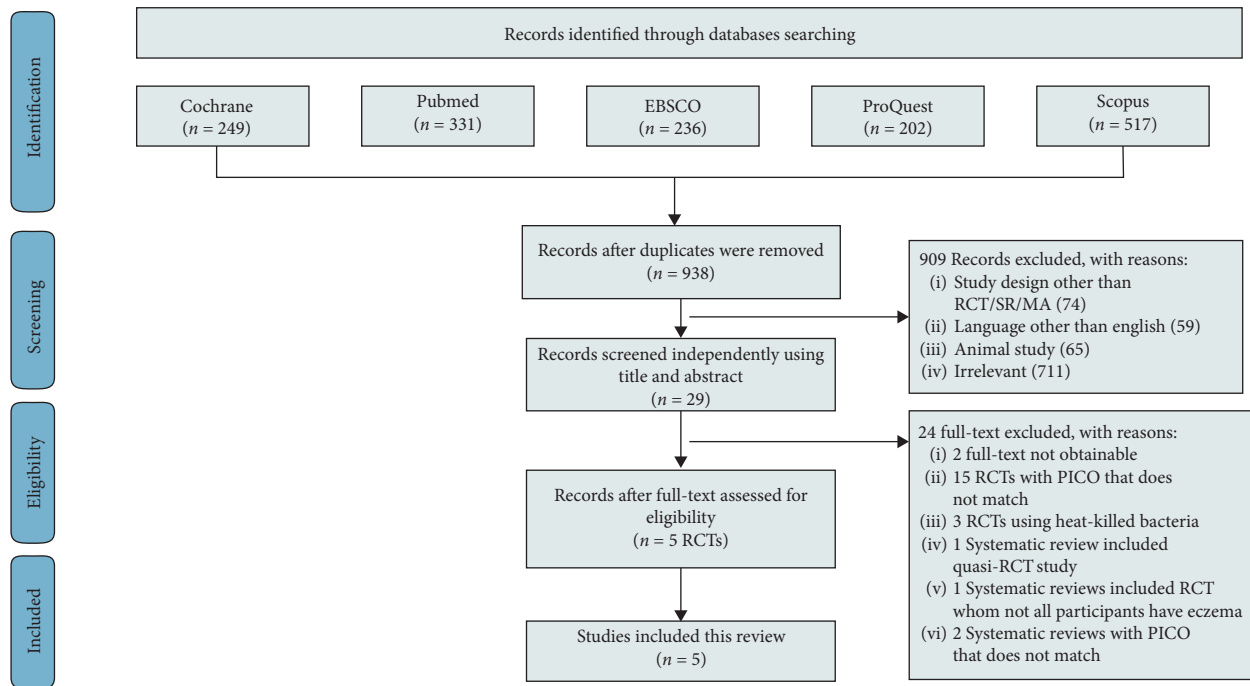 Identification
Records identified through databases searching
Cochrane
(n = 249)
Pubmed
(n = 331)
EBSCO
(n = 236)
ProQuest
(n = 202)
Scopus
(n = 517)
Screening
Records after duplicates were removed
(n = 938)
909 Records excluded, with reasons:
(i) Study design other than
RCT/SR/MA (74)
(ii) Language other than english (59)
(iii) Animal study (65)
(iv) Irrelevant (711)
Records screened independently using
title and abstract
(n = 29)
Eligibility
24 full-text excluded, with reasons:
(i) 2 full-text not obtainable
(ii) 15 RCTs with PICO that does
not match
(iii) 3 RCTs using heat-killed bacteria
(iv) 1 Systematic review included
quasi-RCT study
(v) 1 Systematic reviews included RCT
whom not all participants have eczema
(vi) 2 Systematic reviews with PICO
that does not match
Records after full-text assessed for
eligibility
(n = 5 RCTs)
Included
Studies included this review
(n = 5)